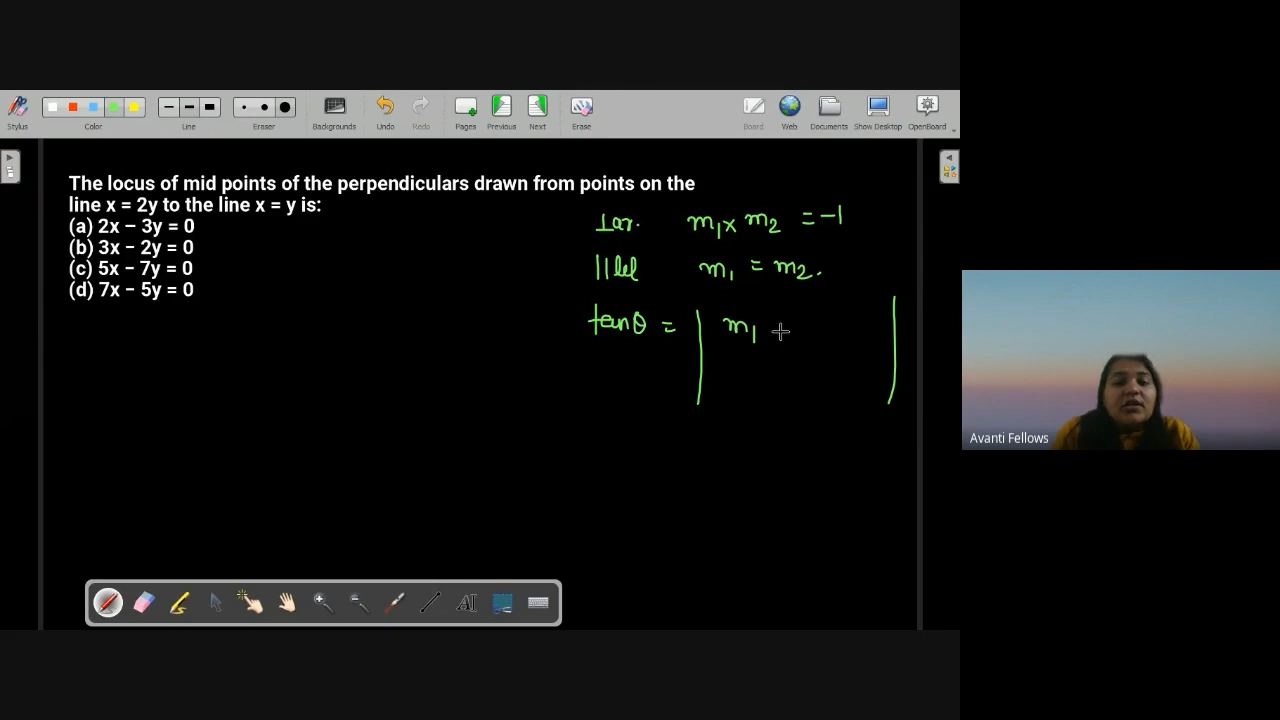 Stylus
Color
Line
Eraser
Backgrounds
Undo
Redo
Pages
Previous
Next
Erase
Board
Web
Documents
Show Desktop
OpenBoard
The locus of mid points of the perpendiculars drawn from points on the
line x = 2y to the line x = y is:
(a) 2x − 3y = 0
(b) 3x − 2y = 0
(c) 5x − 7y = 0
(d) 7x − 5y = 0
⊥ar. m₁ x m₂ = −1
||lel m₁ = m₂.
tanθ = | m₁ |
AI
Avanti Fellows